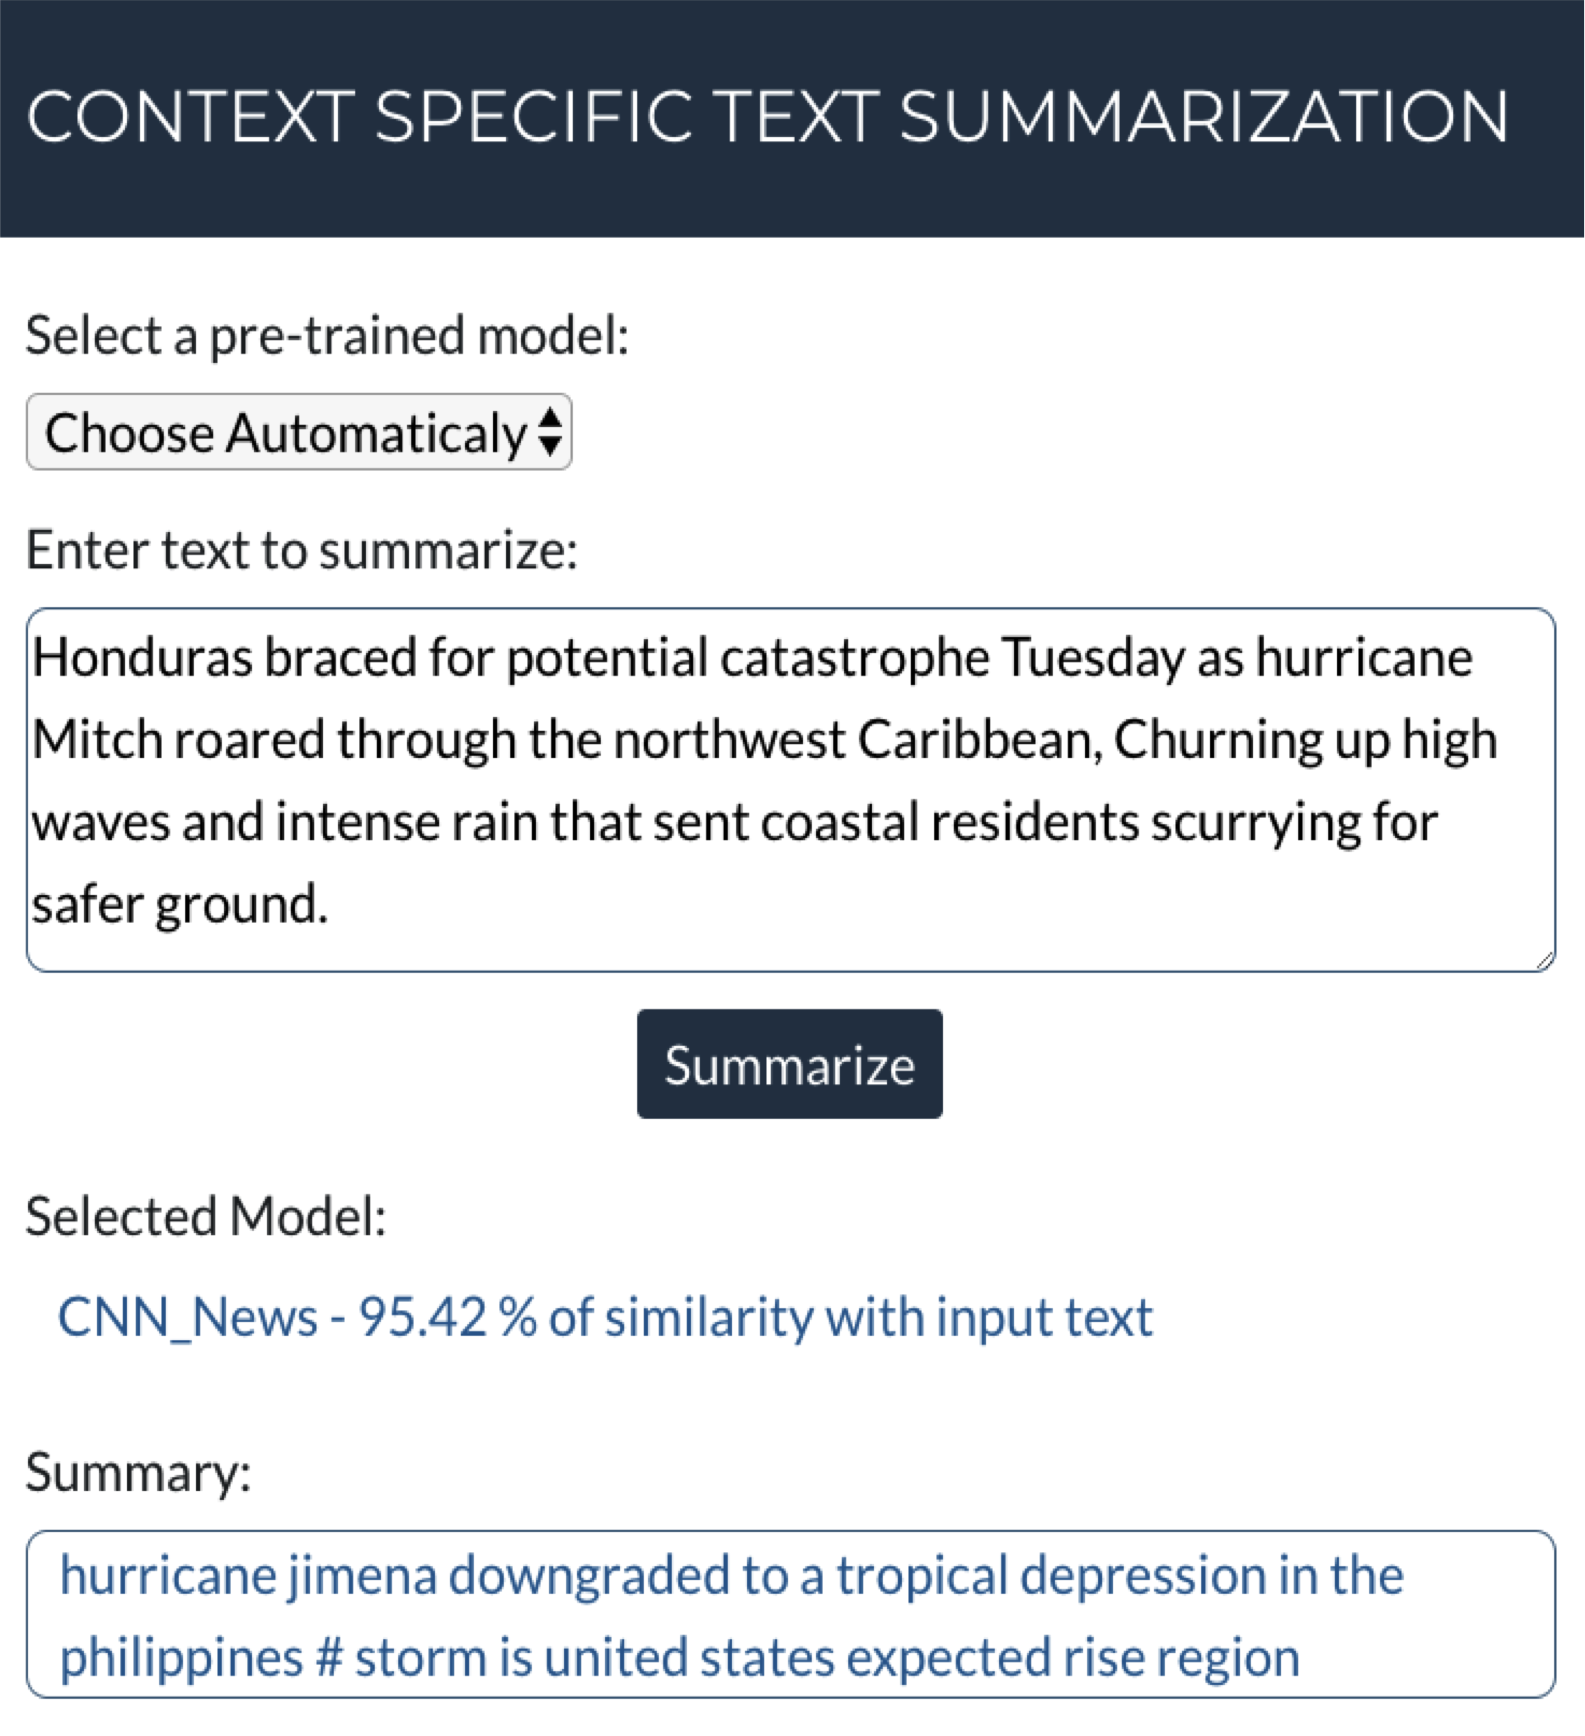 CONTEXT SPECIFIC TEXT SUMMARIZATION
Select a pre-trained model:
Choose Automaticaly
Enter text to summarize:
Honduras braced for potential catastrophe Tuesday as hurricane
Mitch roared through the northwest Caribbean, Churning up high
waves and intense rain that sent coastal residents scurrying for
safer ground.
Summarize
Selected Model:
CNN_News - 95.42 % of similarity with input text
Summary:
hurricane jimena downgraded to a tropical depression in the
philippines # storm is united states expected rise region